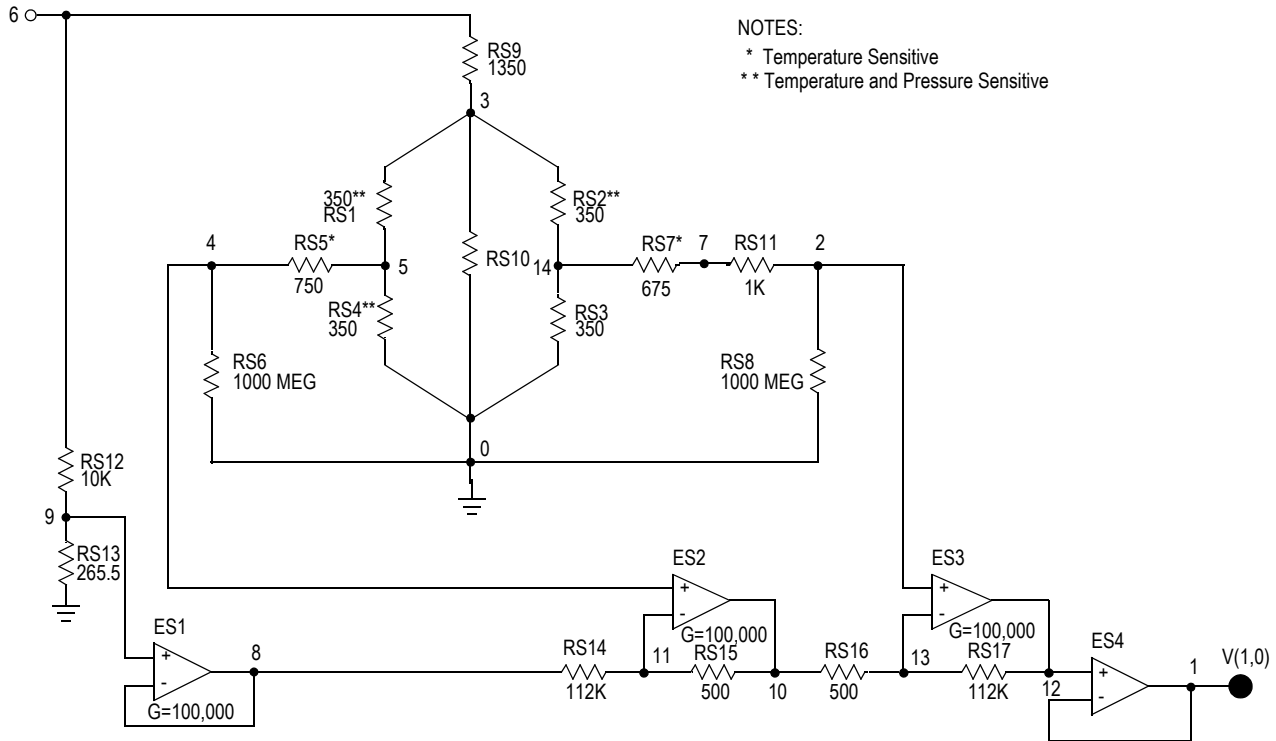 6
NOTES:
* Temperature Sensitive
* * Temperature and Pressure Sensitive
RS9
1350
3
350**
RS1
RS2**
350
4
RS5*
750
5
RS10
14
RS7*
675
7
RS11
1K
2
RS4**
350
RS3
350
RS6
1000 MEG
RS8
1000 MEG
0
RS12
10K
9
RS13
265.5
ES1
+
-
G=100,000
8
RS14
112K
11
ES2
+
-
G=100,000
RS15
500
10
RS16
500
13
ES3
+
-
G=100,000
RS17
112K
12
ES4
+
-
1
V(1,0)